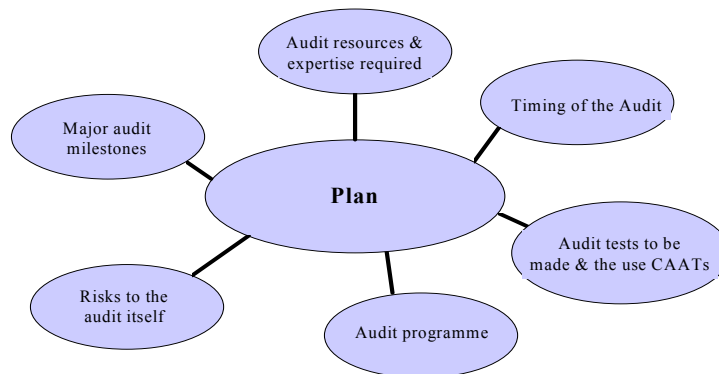 Audit resources &
expertise required
Timing of the Audit
Major audit
milestones
Plan
Audit tests to be
made & the use CAATs
Risks to the
audit itself
Audit programme